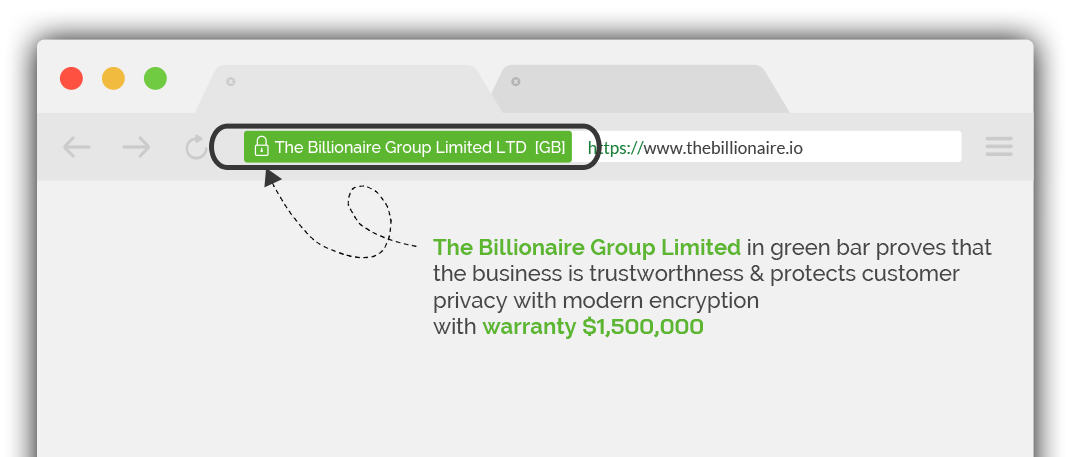 The Billionaire Group Limited LTD [GB] https://www.thebillionaire.io
The Billionaire Group Limited in green bar proves that
the business is trustworthness & protects customer
privacy with modern encryption
with warranty $1,500,000